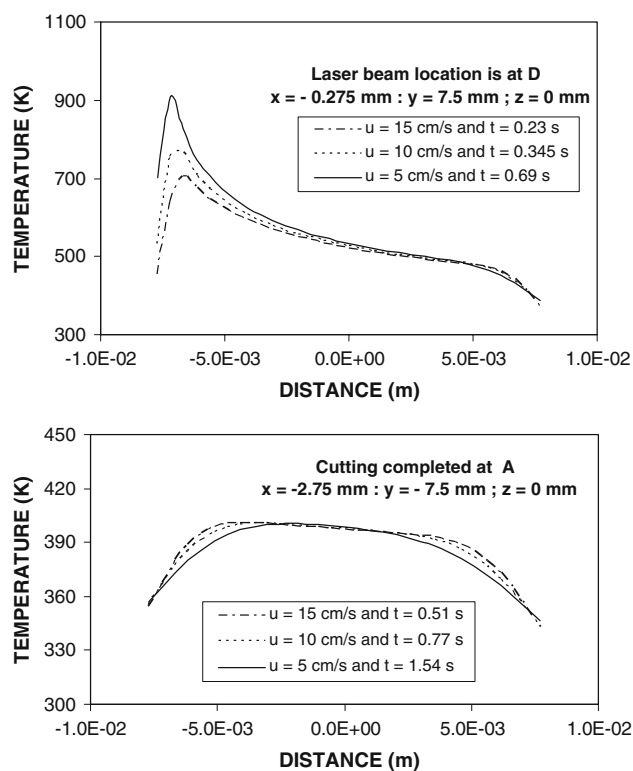 1100
900
700
500
300
TEMPERATURE (K)
Laser beam location is at D
x = - 0.275 mm : y = 7.5 mm ; z = 0 mm
u = 15 cm/s and t = 0.23 s
u = 10 cm/s and t = 0.345 s
u = 5 cm/s and t = 0.69 s
-1.0E-02 -5.0E-03 0.0E+00 5.0E-03 1.0E-02
DISTANCE (m)
450
420
390
360
330
300
TEMPERATURE (K)
Cutting completed at A
x = -2.75 mm : y = - 7.5 mm ; z = 0 mm
u = 15 cm/s and t = 0.51 s
u = 10 cm/s and t = 0.77 s
u = 5 cm/s and t = 1.54 s
-1.0E-02 -5.0E-03 0.0E+00 5.0E-03 1.0E-02
DISTANCE (m)